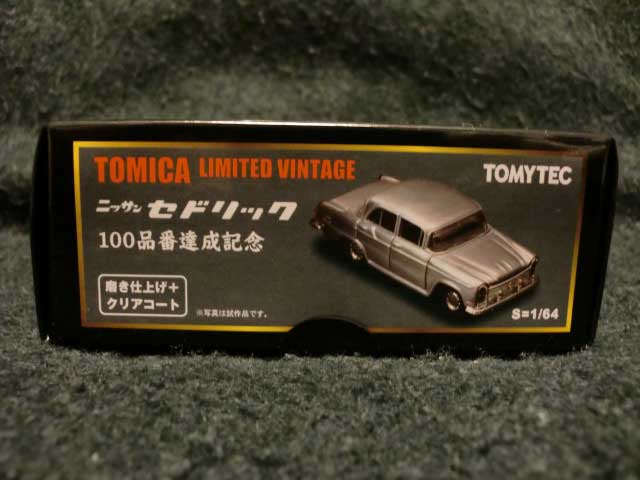 TOMICA LIMITED VINTAGE
TOMYTEC
ニッサン セドリック
100品番達成記念
磨き仕上げ+
クリアコート
※写真は試作品です。
S=1/64